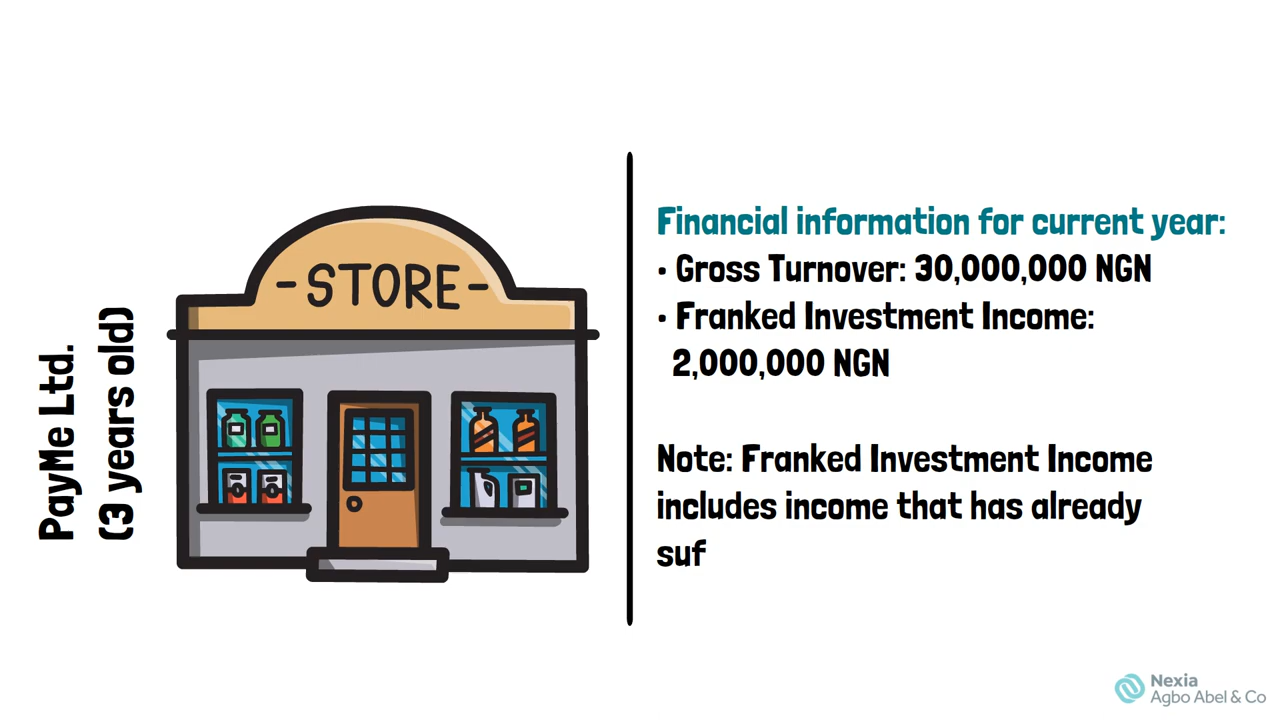 PayMe Ltd.
(3 years old)
-STORE-
Financial information for current year:
• Gross Turnover: 30,000,000 NGN
• Franked Investment Income:
2,000,000 NGN
Note: Franked Investment Income
includes income that has already
suf
Nexia
Agbo Abel & Co